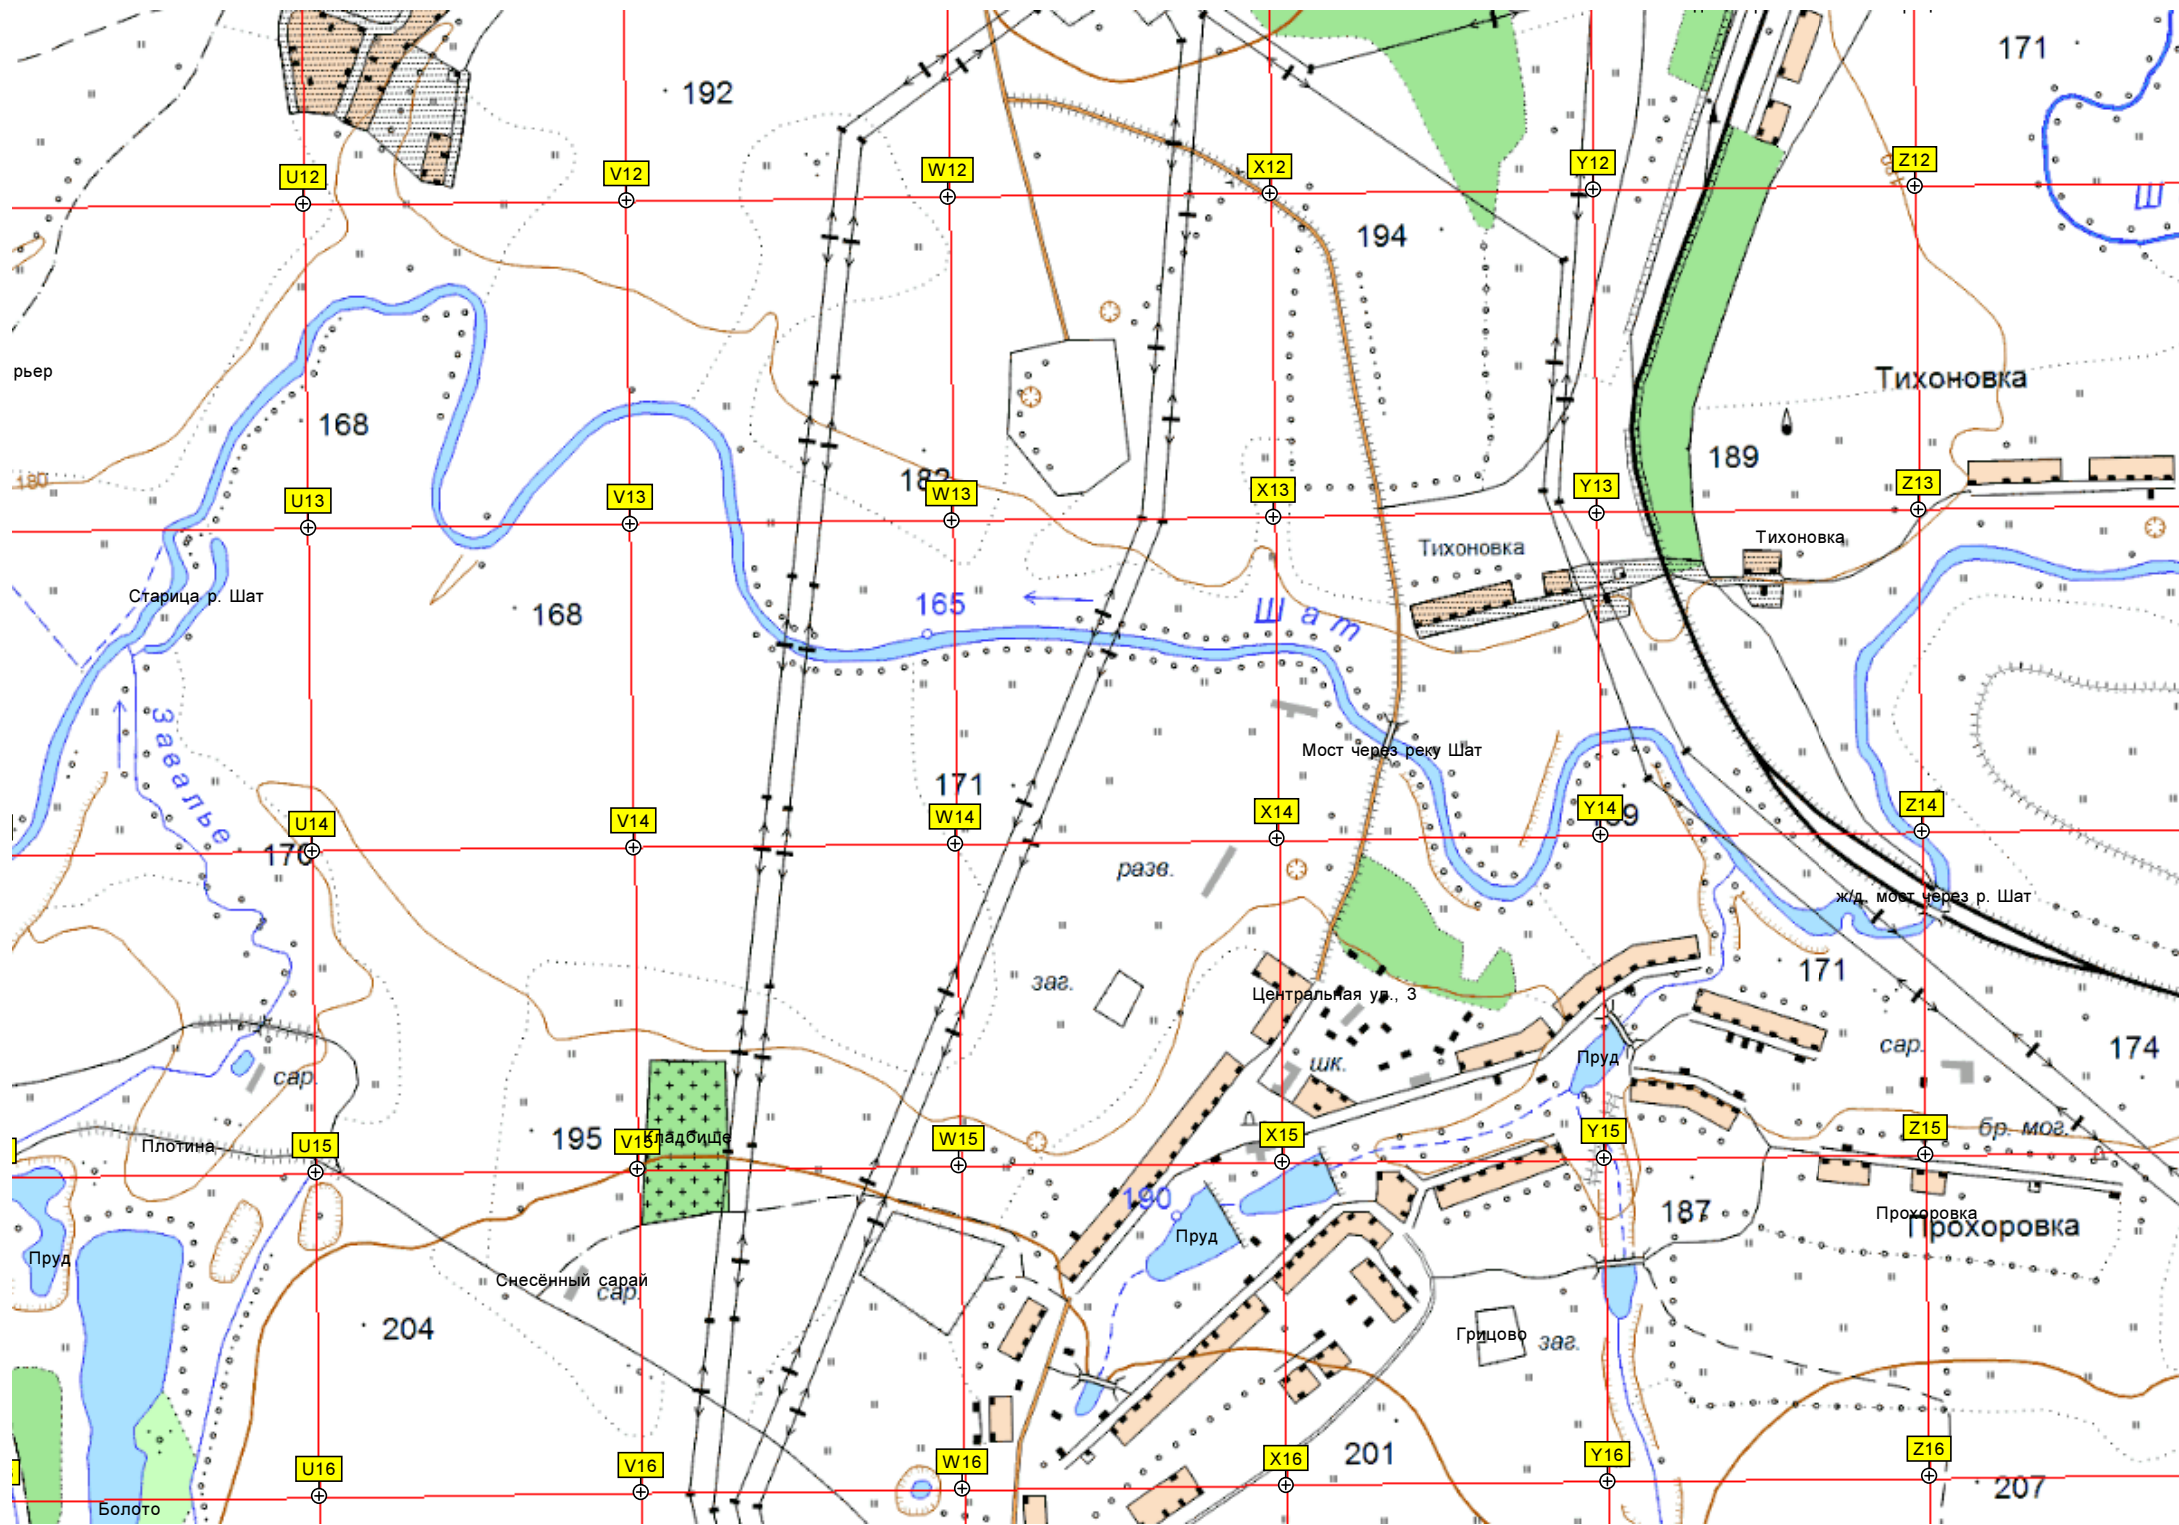 171
192
U12
V12
W12
X12
Y12
Z12
Ш
194
рьер
Тихоновка
168
189
180
182
U13
V13
W13
X13
Y13
Z13
Тихоновка
Тихоновка
Старица р. Шат
168
165
Шат
Завалье
Мост через реку Шат
171
U14
V14
W14
X14
Y14
Z14
170
разв.
ж/д. мост через р. Шат
171
заг.
Центральная ул., 3
сар.
174
сар.
шк.
Пруд
Плотина
195
Кладбище
бр. мог.
U15
V15
W15
X15
Y15
Z15
190
187
Прохоровка
Прохоровка
Пруд
Пруд
Снесённый сарай
сар.
204
Грицово
заг.
201
U16
V16
W16
X16
Y16
Z16
207
Болото